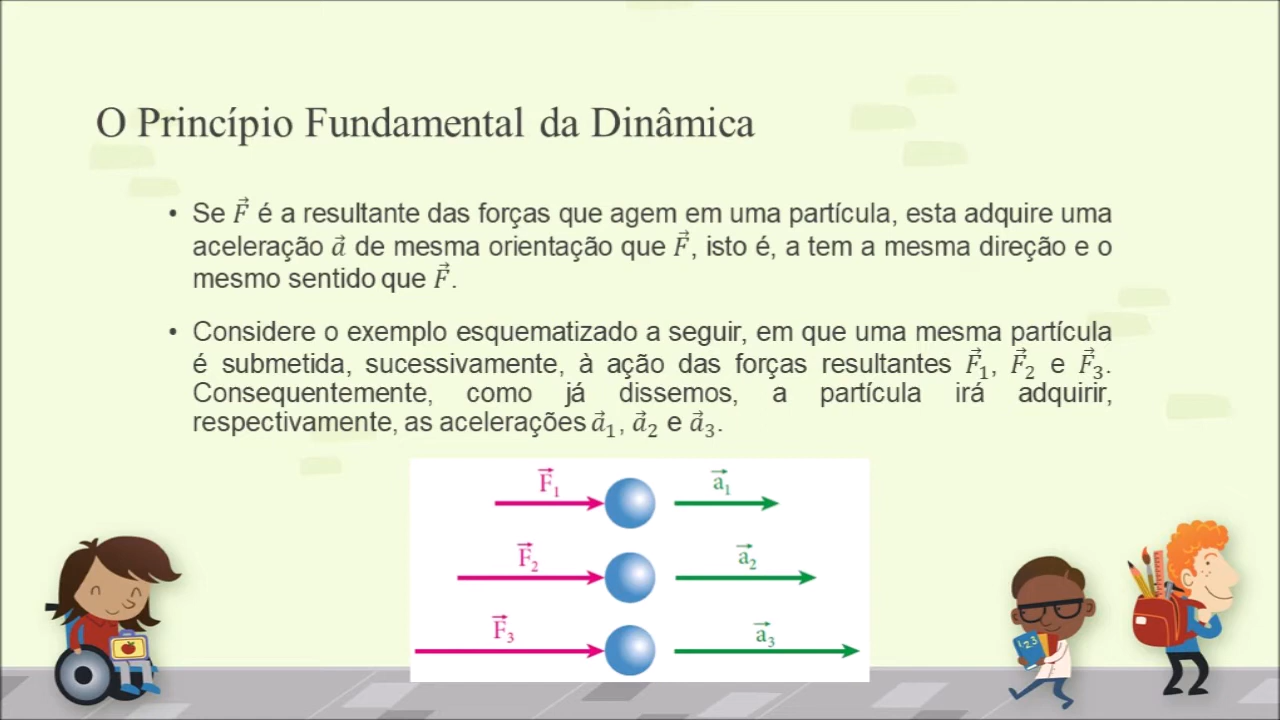 O Princípio Fundamental da Dinâmica
• Se F⃗ é a resultante das forças que agem em uma partícula, esta adquire uma
aceleração a⃗ de mesma orientação que F⃗, isto é, a tem a mesma direção e o
mesmo sentido que F⃗.
• Considere o exemplo esquematizado a seguir, em que uma mesma partícula
é submetida, sucessivamente, à ação das forças resultantes F⃗₁, F⃗₂ e F⃗₃.
Consequentemente, como já dissemos, a partícula irá adquirir,
respectivamente, as acelerações a⃗₁, a⃗₂ e a⃗₃.
F⃗₁ a⃗₁
F⃗₂ a⃗₂
F⃗₃ a⃗₃
1 2 3